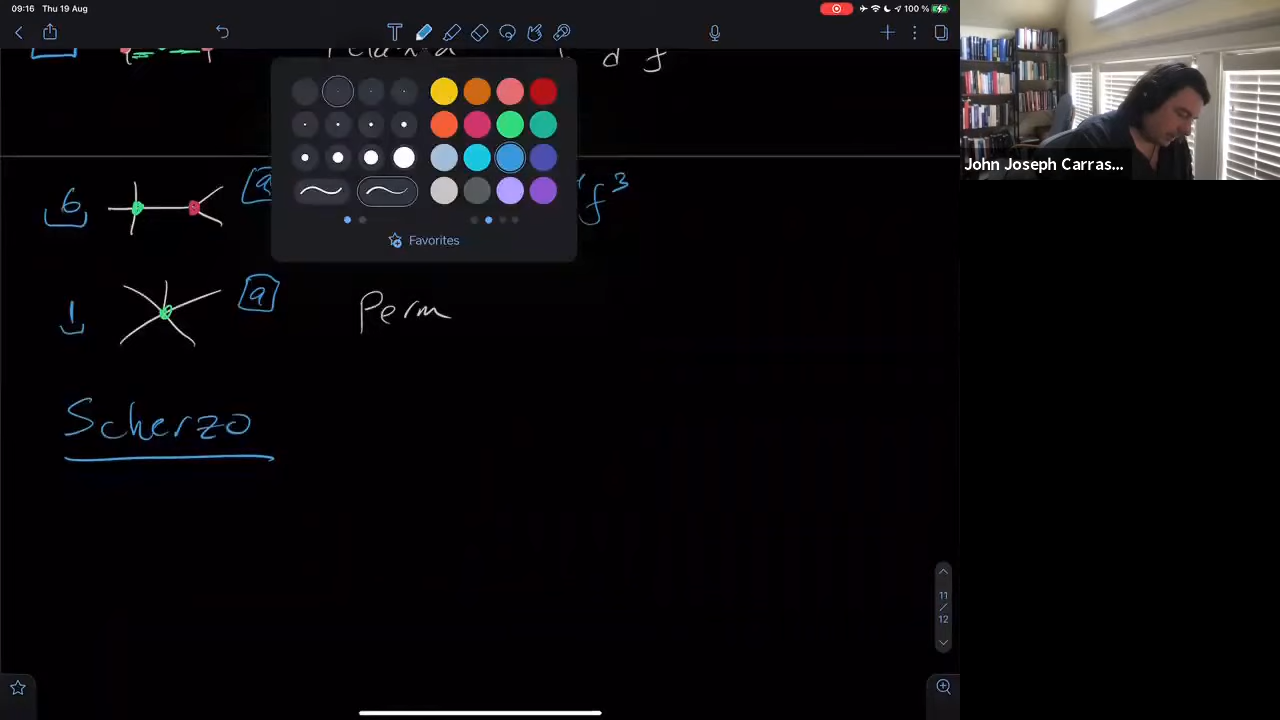 09:16 Thu 19 Aug
100 %
T
d f
6 a f³
1 a Perm
Favorites
Scherzo
11
/
12
John Joseph Carras...